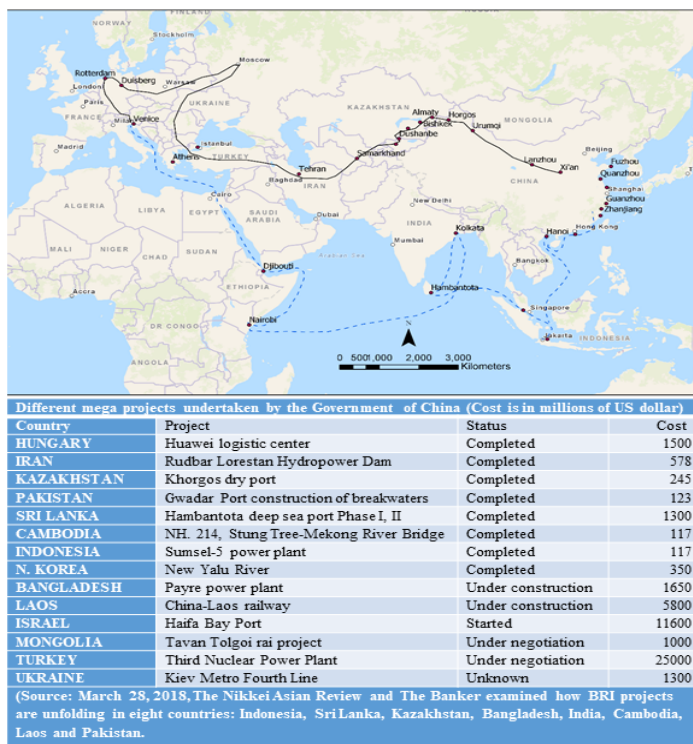 NORWAY
FINLAND
Stockholm
Moscow
Rotterdam
Duisberg
London
Warsaw
Paris
UKRAINE
FRANCE
Milan
Venice
KAZAKHSTAN
Almaty
Horgos
MONGOLIA
Bishkek
Dushanbe
Urumqi
Madrid
Istanbul
Athens
TURKEY
Samarkhand
Tehran
Lanzhou
Xi'an
Beijing
Fuzhou
Quanzhou
CHINA
Shanghai
Guanzhou
Zhanjiang
Baghdad
IRAN
Cairo
New Delhi
ALGERIA
LIBYA
EGYPT
SAUDI
ARABIA
Dubai
INDIA
Kolkata
Hanoi
Hong Kong
Mumbai
Arabian Sea
MALI
NIGER
CHAD
SUDAN
Bangkok
Djibouti
Hambantota
Accra
ETHIOPIA
Singapore
Nairobi
DR CONGO
Jakarta
INDONESIA
ANGOLA
N
0 500 1,000 2,000 3,000
Kilometers
Different mega projects undertaken by the Government of China (Cost is in millions of US dollar)
Country Project Status Cost
HUNGARY Huawei logistic center Completed 1500
IRAN Rudbar Lorestan Hydropower Dam Completed 578
KAZAKHSTAN Khorgos dry port Completed 245
PAKISTAN Gwadar Port construction of breakwaters Completed 123
SRI LANKA Hambantota deep sea port Phase I, II Completed 1300
CAMBODIA NH. 214, Stung Tree-Mekong River Bridge Completed 117
INDONESIA Sumsel-5 power plant Completed 117
N. KOREA New Yalu River Completed 350
BANGLADESH Payre power plant Under construction 1650
LAOS China-Laos railway Under construction 5800
ISRAEL Haifa Bay Port Started 11600
MONGOLIA Tavan Tolgoi rai project Under negotiation 1000
TURKEY Third Nuclear Power Plant Under negotiation 25000
UKRAINE Kiev Metro Fourth Line Unknown 1300
(Source: March 28, 2018, The Nikkei Asian Review and The Banker examined how BRI projects
are unfolding in eight countries: Indonesia, Sri Lanka, Kazakhstan, Bangladesh, India, Cambodia,
Laos and Pakistan.